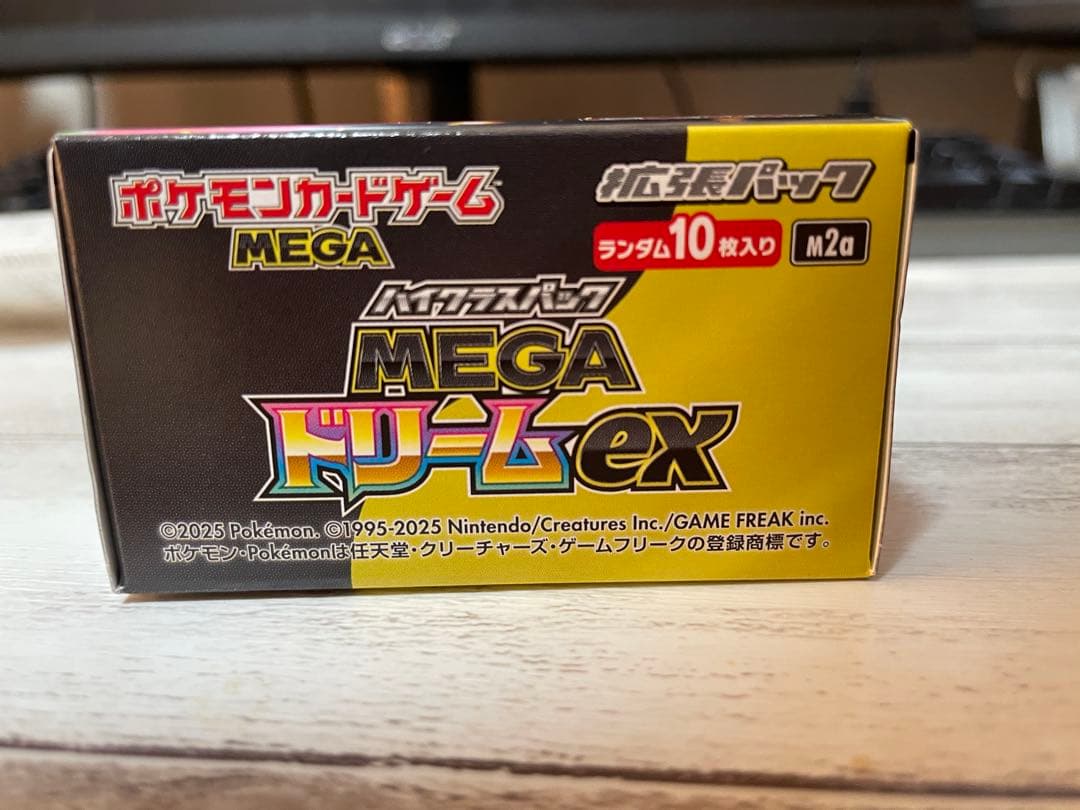 ポケモンカードゲーム
MEGA
拡張パック
ランダム10枚入り
M2a
ハイクラスパック
MEGA
ドリームex
©2025 Pokémon. ©1995-2025 Nintendo/Creatures Inc./GAME FREAK inc.
ポケモン・Pokémonは任天堂・クリーチャーズ・ゲームフリークの登録商標です。